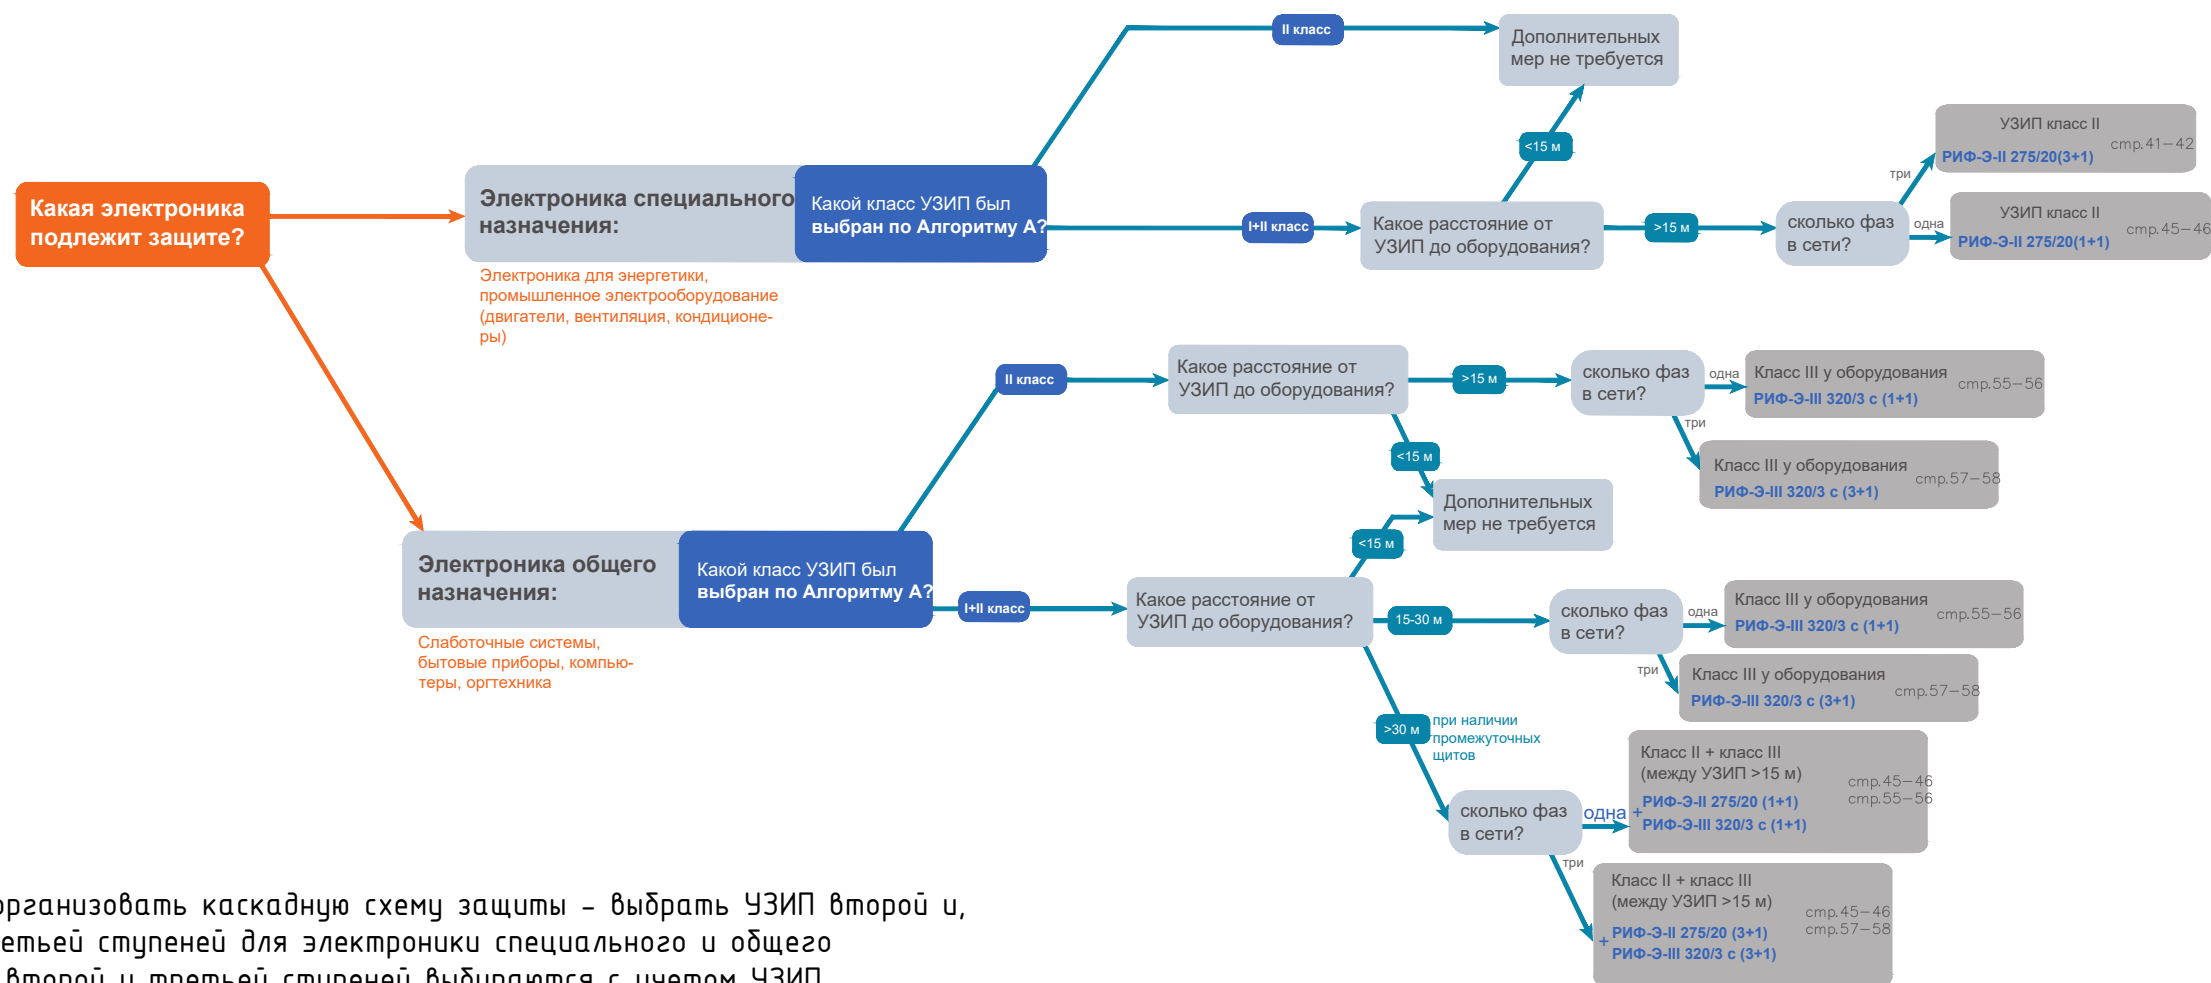 Какая электроника
подлежит защите?
Электроника специального
назначения:
Какой класс УЗИП был
выбран по Алгоритму А?
Электроника для энергетики,
промышленное электрооборудование
(двигатели, вентиляция, кондиционе-
ры)
II класс
Дополнительных
мер не требуется
<15 м
I+II класс
Какое расстояние от
УЗИП до оборудования?
>15 м
сколько фаз
в сети?
три
УЗИП класс II
РИФ-Э-II 275/20(3+1)
стр.41–42
одна
УЗИП класс II
РИФ-Э-II 275/20(1+1)
стр.45–46
Электроника общего
назначения:
Какой класс УЗИП был
выбран по Алгоритму А?
Слаботочные системы,
бытовые приборы, компью-
теры, оргтехника
II класс
Какое расстояние от
УЗИП до оборудования?
>15 м
сколько фаз
в сети?
одна
Класс III у оборудования
РИФ-Э-III 320/3 с (1+1)
стр.55–56
три
Класс III у оборудования
РИФ-Э-III 320/3 с (3+1)
стр.57–58
<15 м
Дополнительных
мер не требуется
<15 м
I+II класс
Какое расстояние от
УЗИП до оборудования?
15-30 м
сколько фаз
в сети?
одна
Класс III у оборудования
РИФ-Э-III 320/3 с (1+1)
стр.55–56
три
Класс III у оборудования
РИФ-Э-III 320/3 с (3+1)
стр.57–58
>30 м
при наличии
промежуточных
щитов
сколько фаз
в сети?
одна
Класс II + класс III
(между УЗИП >15 м)
РИФ-Э-II 275/20 (1+1)
+
РИФ-Э-III 320/3 с (1+1)
стр.45–46
стр.55–56
три
Класс II + класс III
(между УЗИП >15 м)
РИФ-Э-II 275/20 (3+1)
+
РИФ-Э-III 320/3 с (3+1)
стр.45–46
стр.57–58
организовать каскадную схему защиты – выбрать УЗИП второй и,
етьей ступеней для электроники специального и общего
второй и третьей ступеней выбираются с учетом УЗИП